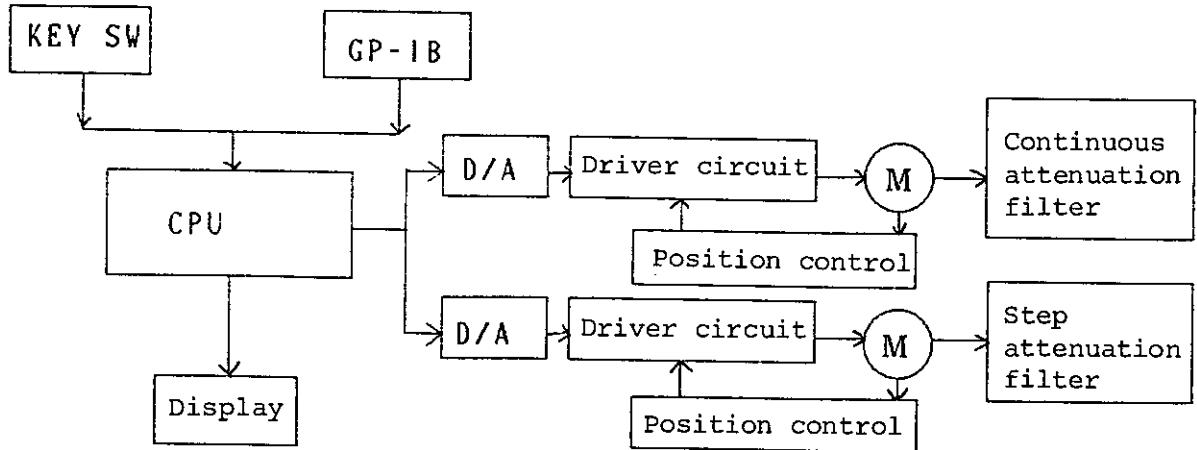 KEY SW
GP-IB
CPU
Display
D/A
Driver circuit
M
Position control
Continuous
attenuation
filter
D/A
Driver circuit
M
Position control
Step
attenuation
filter